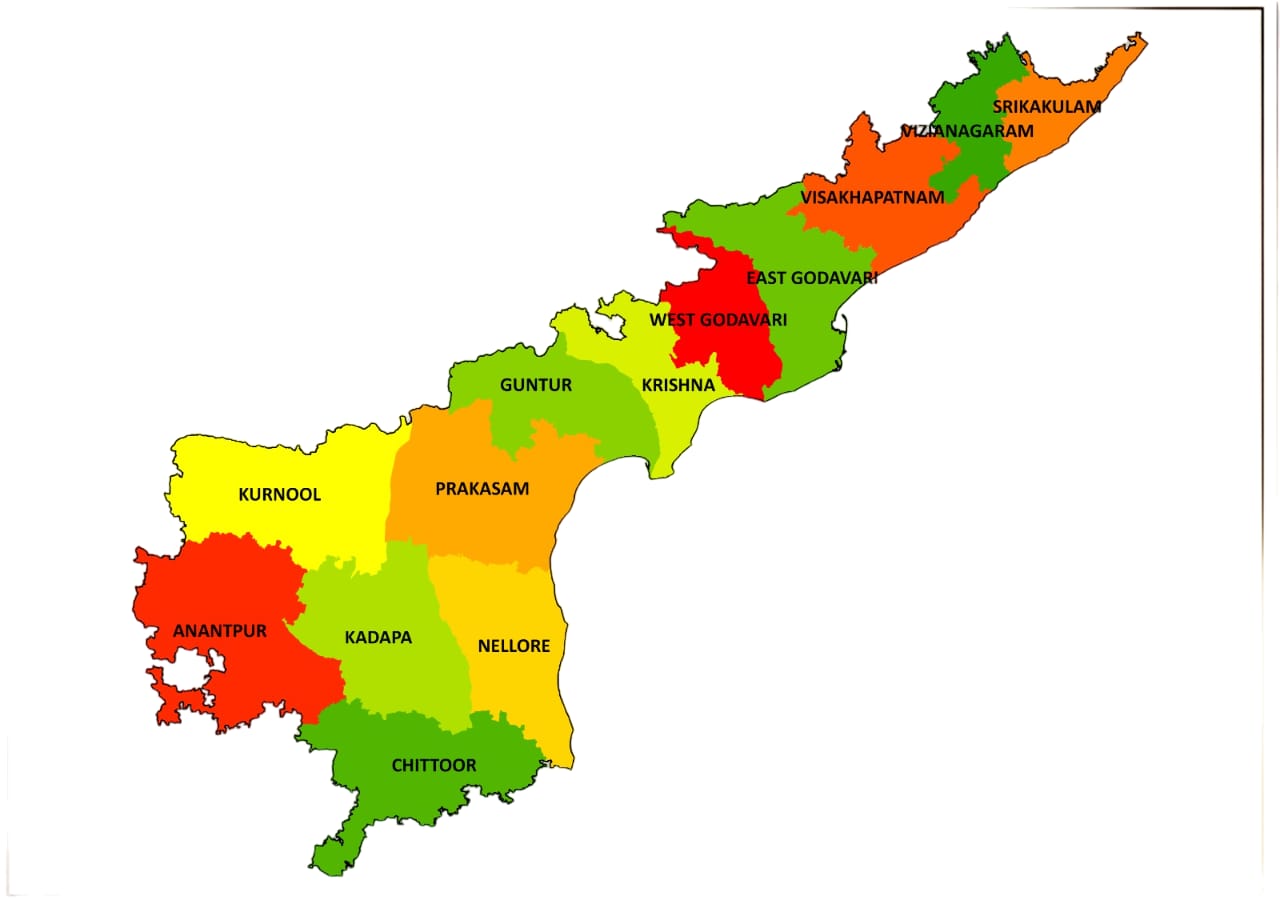 SRIKAKULAM
VIZIANAGARAM
VISAKHAPATNAM
EAST GODAVARI
WEST GODAVARI
GUNTUR
KRISHNA
KURNOOL
PRAKASAM
ANANTPUR
KADAPA
NELLORE
CHITTOOR